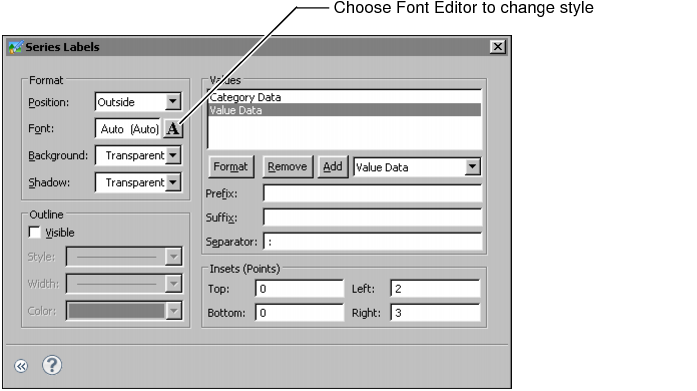 Choose Font Editor to change style
Series Labels
Format
Position: Outside
Font: Auto (Auto) A
Background: Transparent
Shadow: Transparent
Outline
Visible
Style:
Width:
Color:
Values
Category Data
Value Data
Format Remove Add Value Data
Prefix:
Suffix:
Separator: :
Insets (Points)
Top: 0 Left: 2
Bottom: 0 Right: 3
« ?